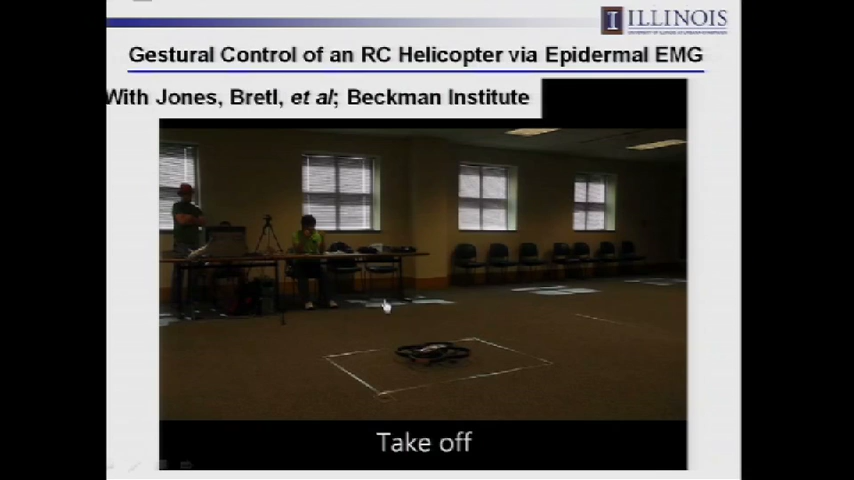 ILLINOIS
Gestural Control of an RC Helicopter via Epidermal EMG
With Jones, Bretl, et al; Beckman Institute
Take off